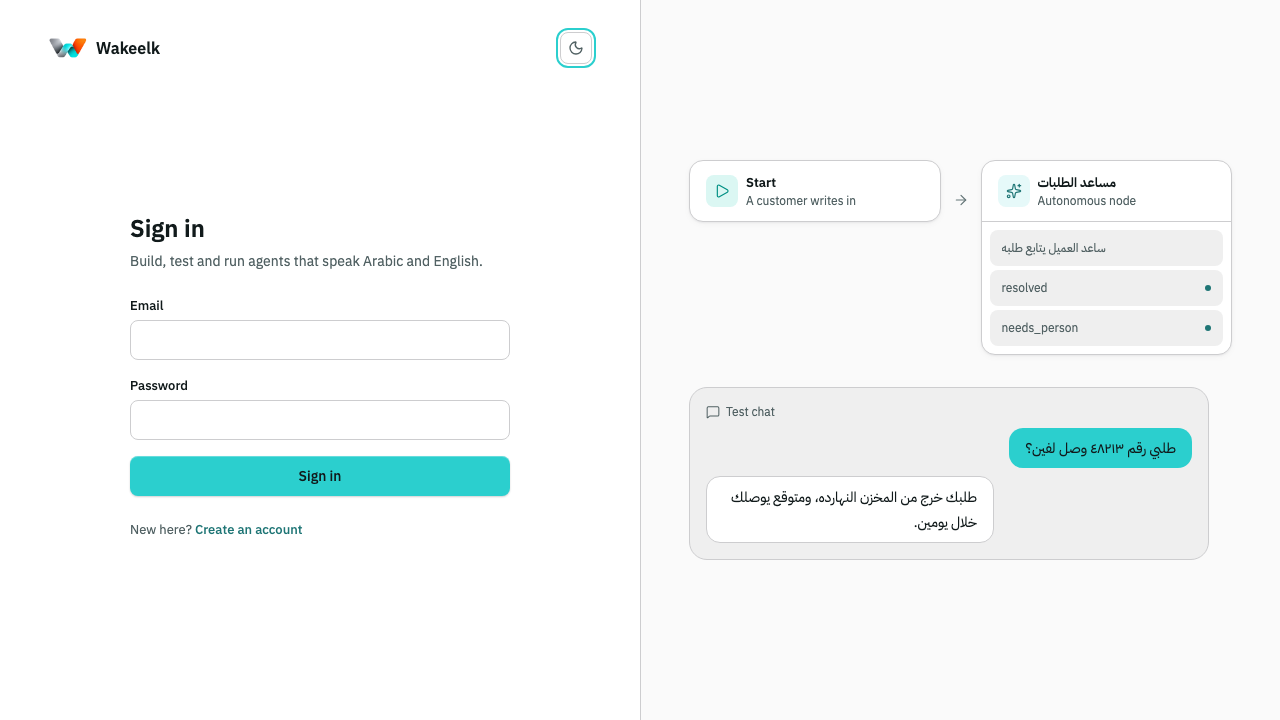 Wakeelk
Sign in
Build, test and run agents that speak Arabic and English.
Email
Password
Sign in
New here? Create an account
Start
A customer writes in
مساعد الطلبات
Autonomous node
ساعد العميل يتابع طلبه
resolved
needs_person
Test chat
طلبي رقم ٤٨٢١٣ وصل لفين؟
طلبك خرج من المخزن النهارده، ومتوقع يوصلك
خلال يومين.